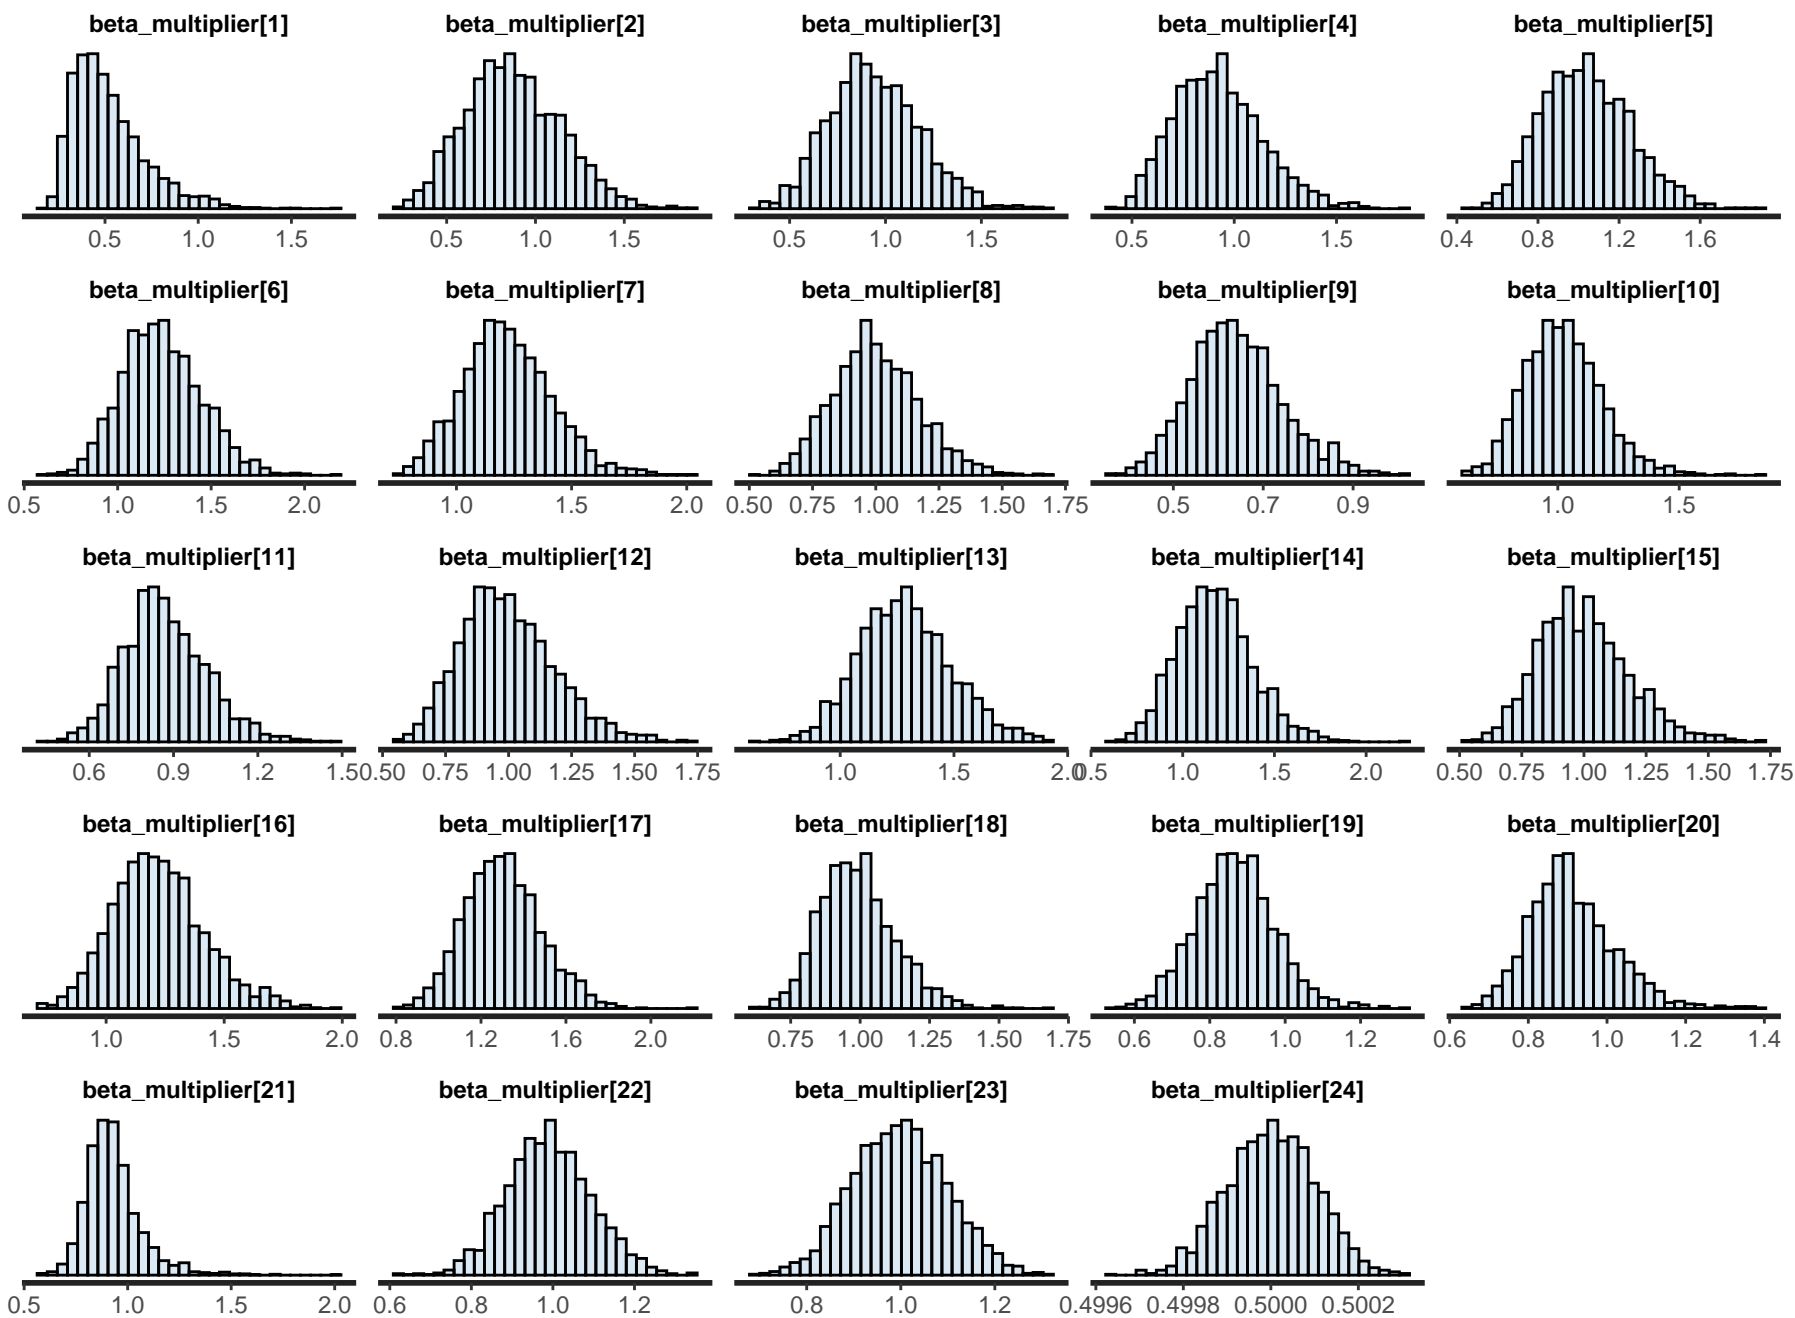 beta_multiplier[1] beta_multiplier[2] beta_multiplier[3] beta_multiplier[4] beta_multiplier[5]
0.5 1.0 1.5 0.5 1.0 1.5 0.5 1.0 1.5 0.5 1.0 1.5 0.4 0.8 1.2 1.6
beta_multiplier[6] beta_multiplier[7] beta_multiplier[8] beta_multiplier[9] beta_multiplier[10]
0.5 1.0 1.5 2.0 1.0 1.5 2.0 0.50 0.75 1.00 1.25 1.50 1.75 0.5 0.7 0.9 1.0 1.5
beta_multiplier[11] beta_multiplier[12] beta_multiplier[13] beta_multiplier[14] beta_multiplier[15]
0.6 0.9 1.2 1.5 0.50 0.75 1.00 1.25 1.50 1.75 1.0 1.5 2.0 0.5 1.0 1.5 2.0 0.50 0.75 1.00 1.25 1.50 1.75
beta_multiplier[16] beta_multiplier[17] beta_multiplier[18] beta_multiplier[19] beta_multiplier[20]
1.0 1.5 2.0 0.8 1.2 1.6 2.0 0.75 1.00 1.25 1.50 1.75 0.6 0.8 1.0 1.2 0.6 0.8 1.0 1.2 1.4
beta_multiplier[21] beta_multiplier[22] beta_multiplier[23] beta_multiplier[24]
0.5 1.0 1.5 2.0 0.6 0.8 1.0 1.2 0.8 1.0 1.2 0.4996 0.4998 0.5000 0.5002